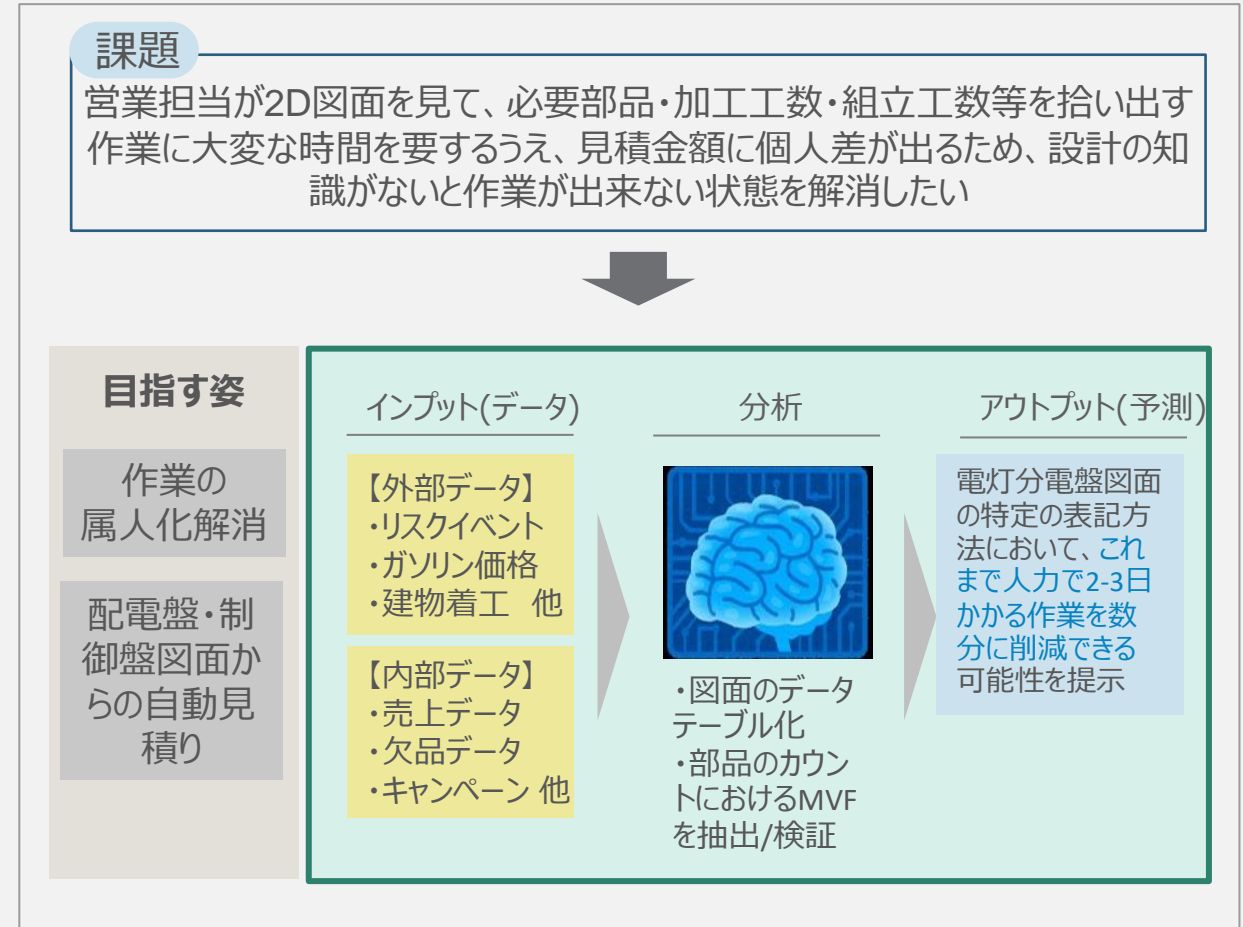 課題
営業担当が2D図面を見て、必要部品・加工工数・組立工数等を拾い出す
作業に大変な時間を要するうえ、見積金額に個人差が出るため、設計の知
識がないと作業が出来ない状態を解消したい
目指す姿
作業の
属人化解消
配電盤・制
御盤図面か
らの自動見
積り
インプット(データ)
【外部データ】
・リスクイベント
・ガソリン価格
・建物着工 他
【内部データ】
・売上データ
・欠品データ
・キャンペーン 他
分析
・図面のデータ
テーブル化
・部品のカウン
トにおけるMVF
を抽出/検証
アウトプット(予測)
電灯分電盤図面
の特定の表記方
法において、これ
まで人力で2-3日
かかる作業を数
分に削減できる
可能性を提示